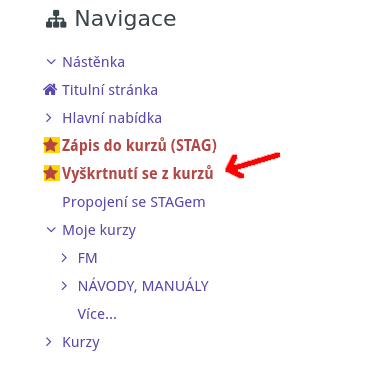 Navigace
Nástěnka
Titulní stránka
Hlavní nabídka
Zápis do kurzů (STAG)
Vyškrtnutí se z kurzů
Propojení se STAGem
Moje kurzy
FM
NÁVODY, MANUÁLY
Více...
Kurzy